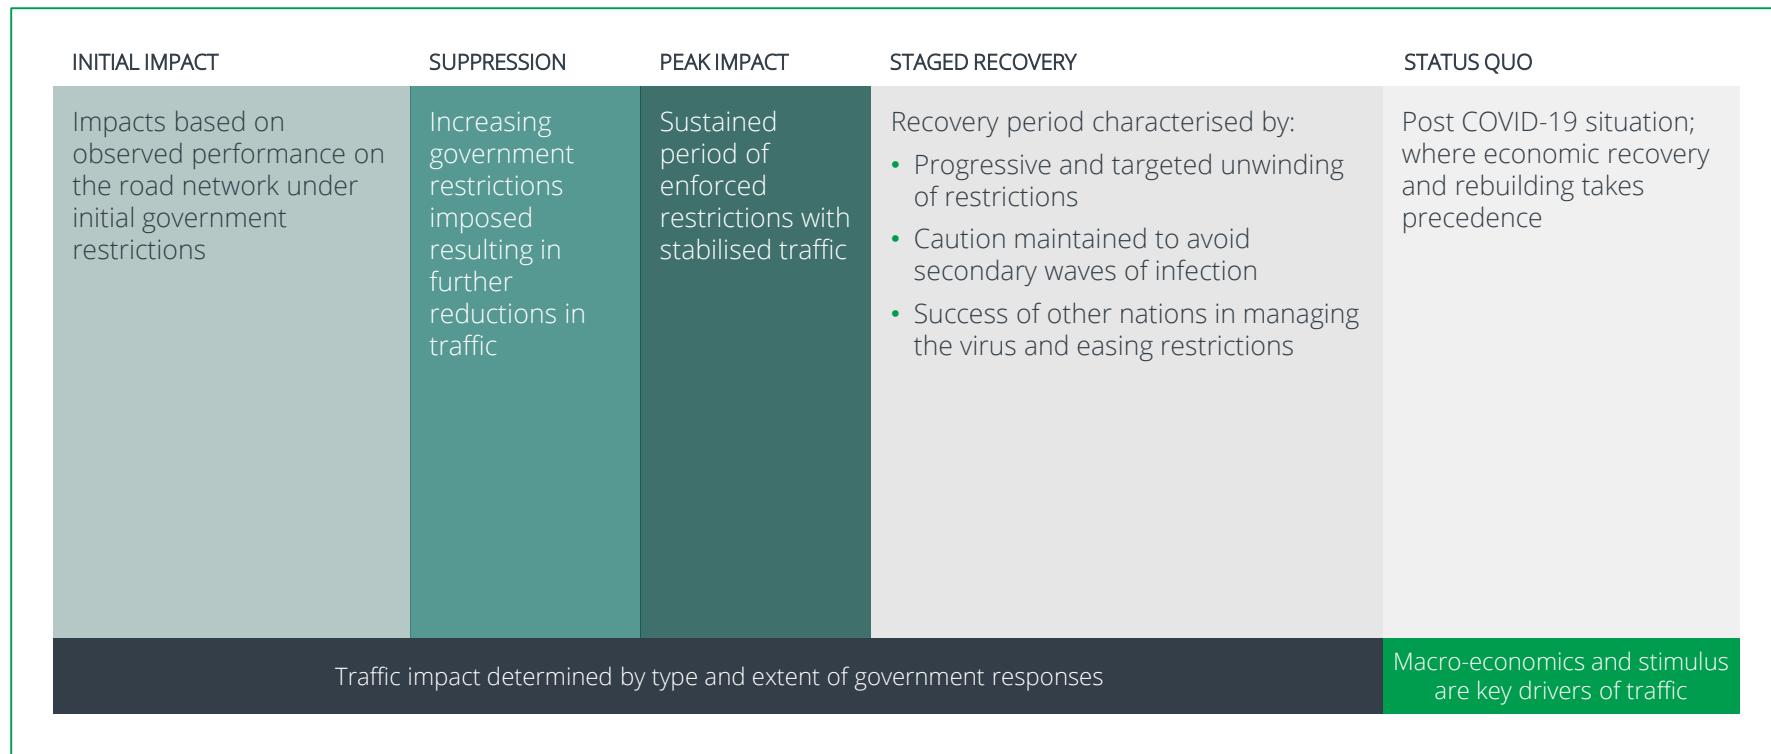 INITIAL IMPACT
Impacts based on
observed performance on
the road network under
initial government
restrictions
SUPPRESSION
Increasing
government
restrictions
imposed
resulting in
further
reductions in
traffic
PEAK IMPACT
Sustained
period of
enforced
restrictions with
stabilised traffic
STAGED RECOVERY
Recovery period characterised by:
• Progressive and targeted unwinding
of restrictions
• Caution maintained to avoid
secondary waves of infection
• Success of other nations in managing
the virus and easing restrictions
STATUS QUO
Post COVID-19 situation;
where economic recovery
and rebuilding takes
precedence
Traffic impact determined by type and extent of government responses
Macro-economics and stimulus
are key drivers of traffic